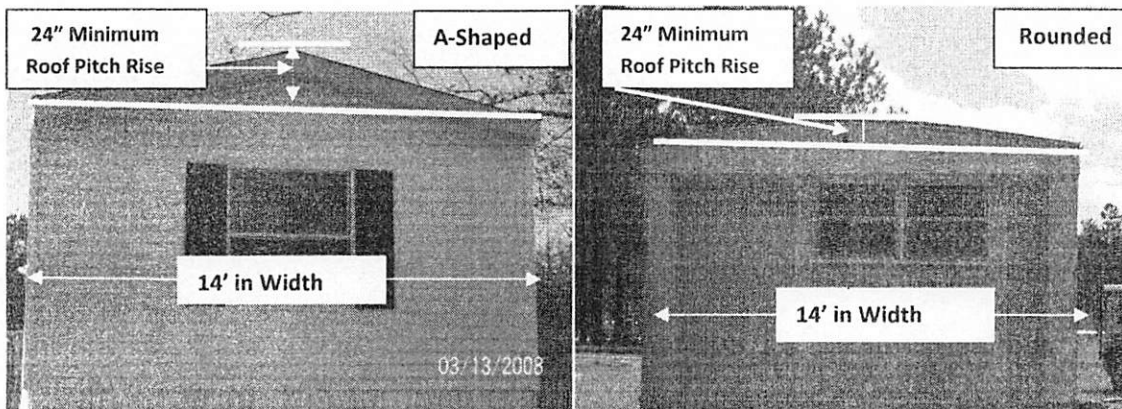 24” Minimum
Roof Pitch Rise
A-Shaped
14’ in Width
03/13/2008
24” Minimum
Roof Pitch Rise
Rounded
14’ in Width